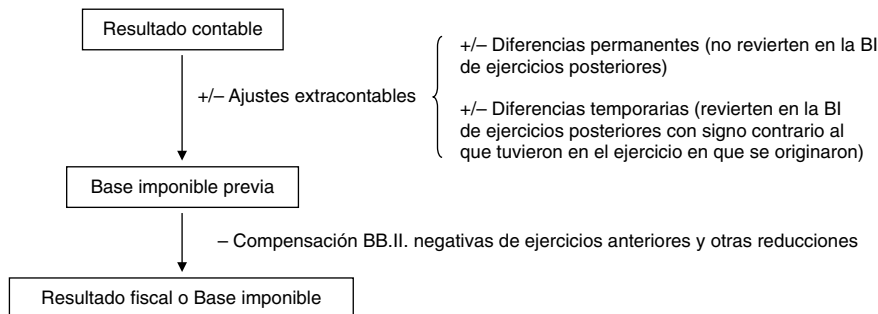 Resultado contable
+/– Ajustes extracontables
+/– Diferencias permanentes (no revierten en la BI
de ejercicios posteriores)
+/– Diferencias temporarias (revierten en la BI
de ejercicios posteriores con signo contrario al
que tuvieron en el ejercicio en que se originaron)
Base imponible previa
– Compensación BB.II. negativas de ejercicios anteriores y otras reducciones
Resultado fiscal o Base imponible